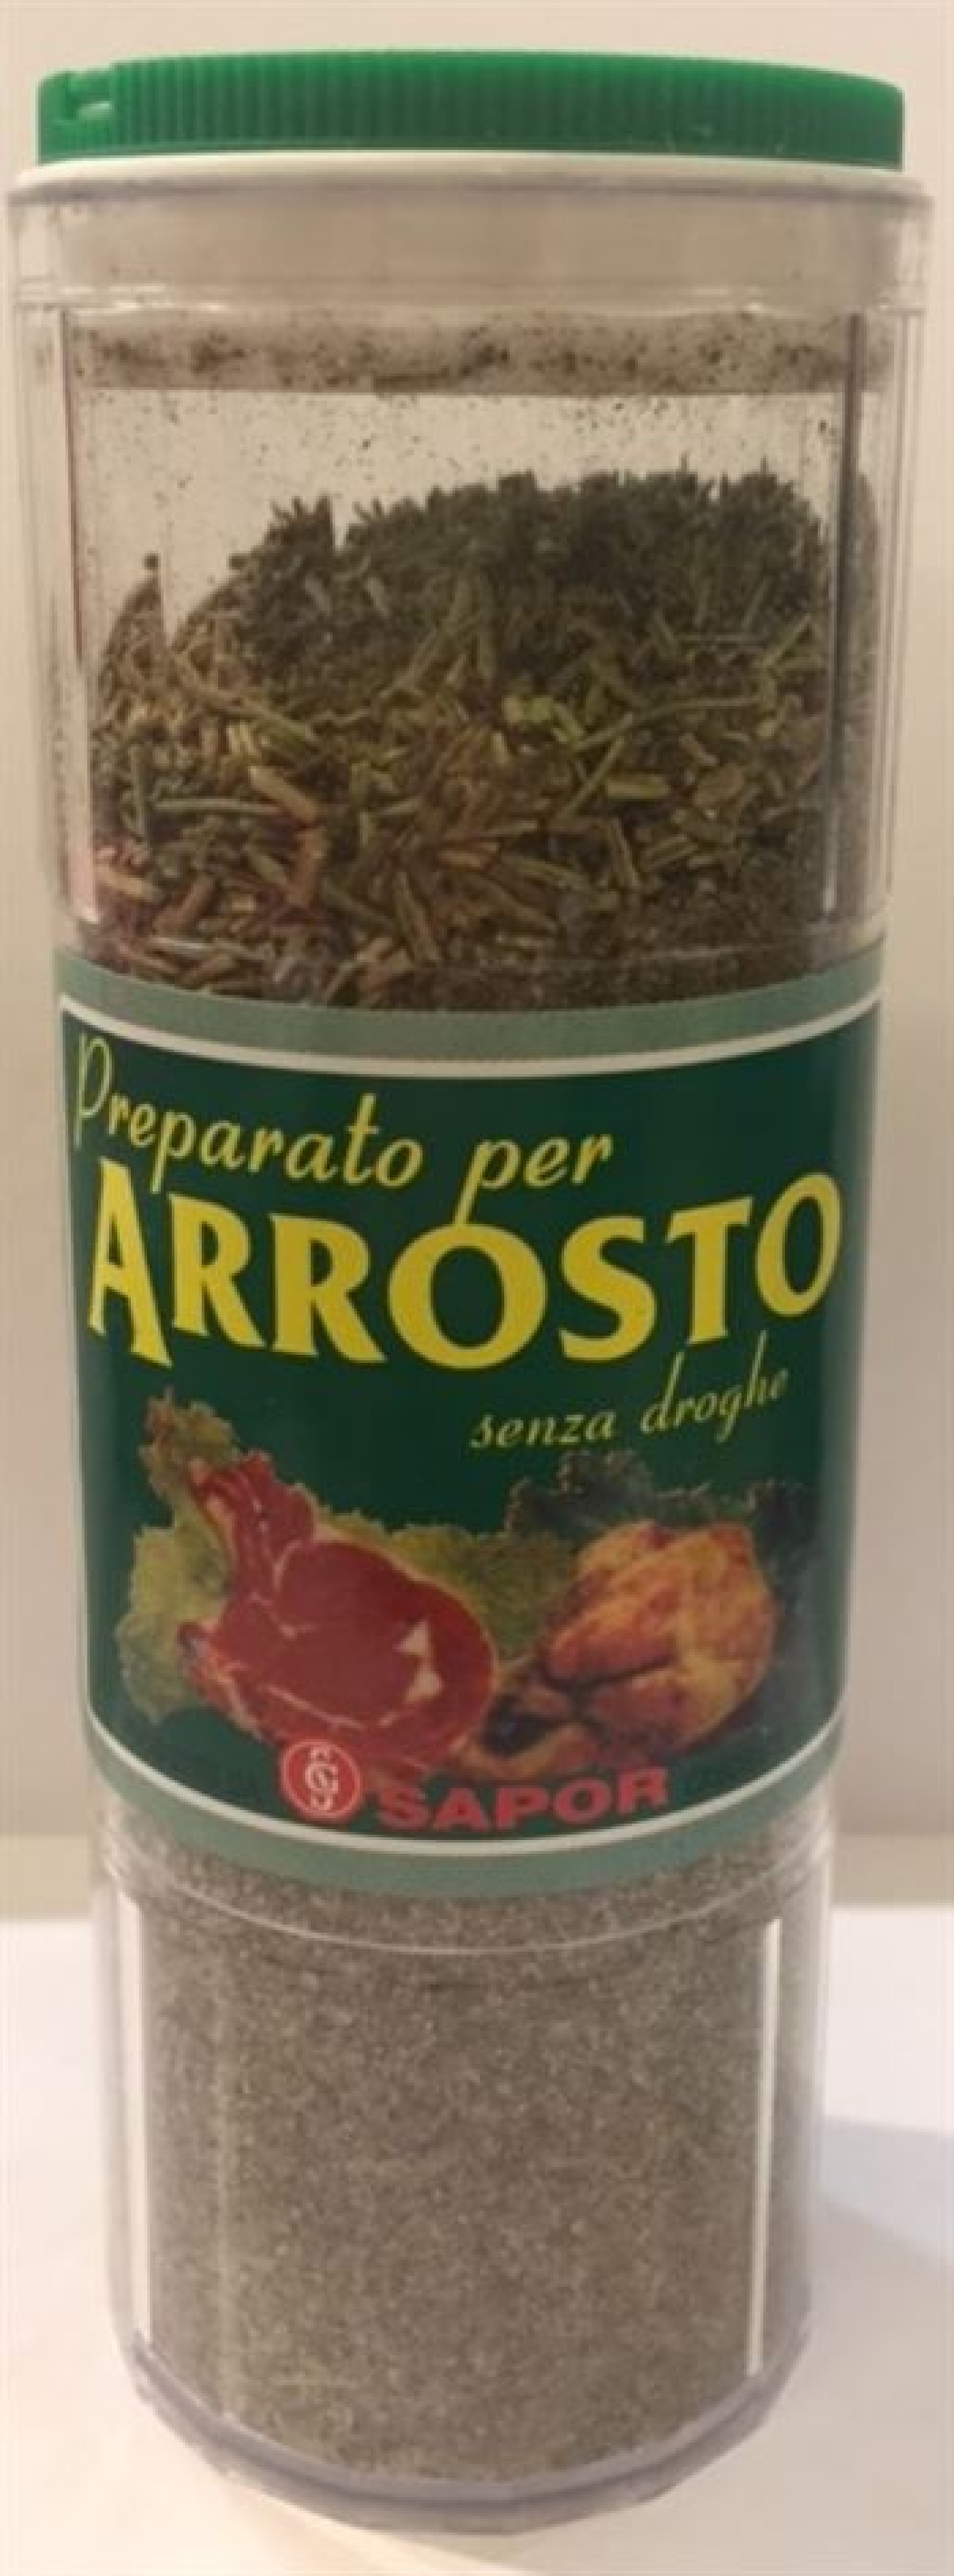 Preparato per
ARROSTO
senza droghe
SAPOR